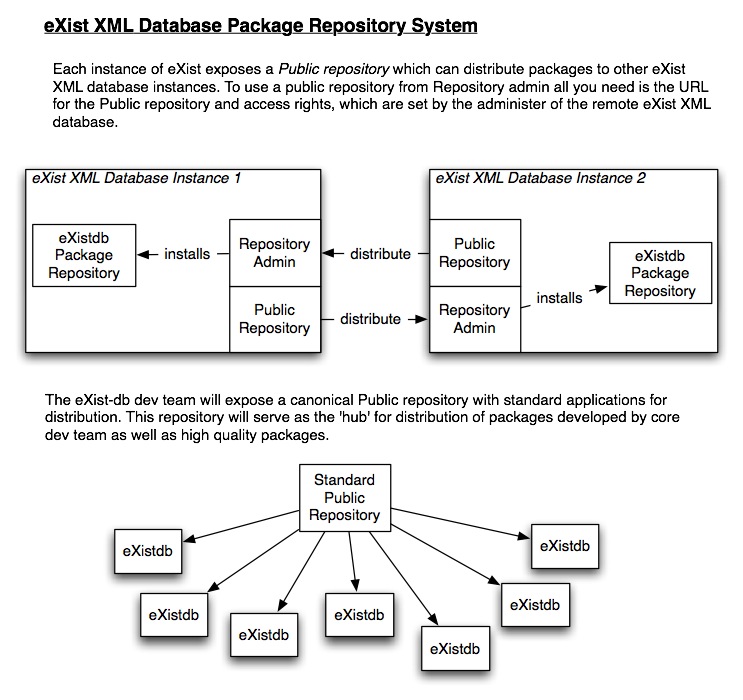 eXist XML Database Package Repository System
Each instance of eXist exposes a Public repository which can distribute packages to other eXist
XML database instances. To use a public repository from Repository admin all you need is the URL
for the Public repository and access rights, which are set by the administer of the remote eXist XML
database.
eXist XML Database Instance 1
eXistdb
Package
Repository
installs
Repository
Admin
Public
Repository
distribute
distribute
eXist XML Database Instance 2
Public
Repository
Repository
Admin
installs
eXistdb
Package
Repository
The eXist-db dev team will expose a canonical Public repository with standard applications for
distribution. This repository will serve as the 'hub' for distribution of packages developed by core
dev team as well as high quality packages.
Standard
Public
Repository
eXistdb
eXistdb
eXistdb
eXistdb
eXistdb
eXistdb
eXistdb